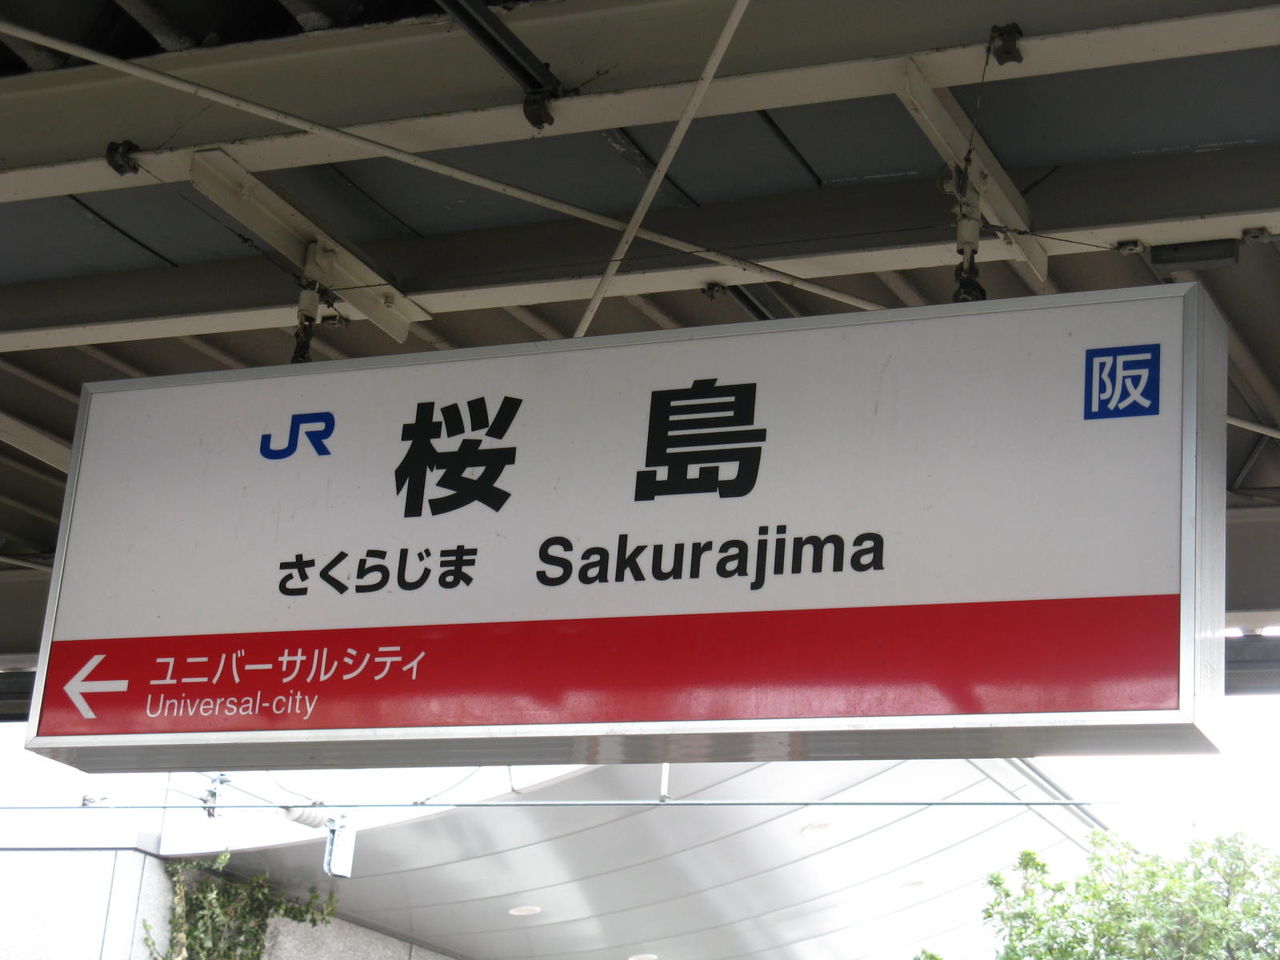 JR 桜島 阪
さくらじま Sakurajima
← ユニバーサルシティ
Universal-city